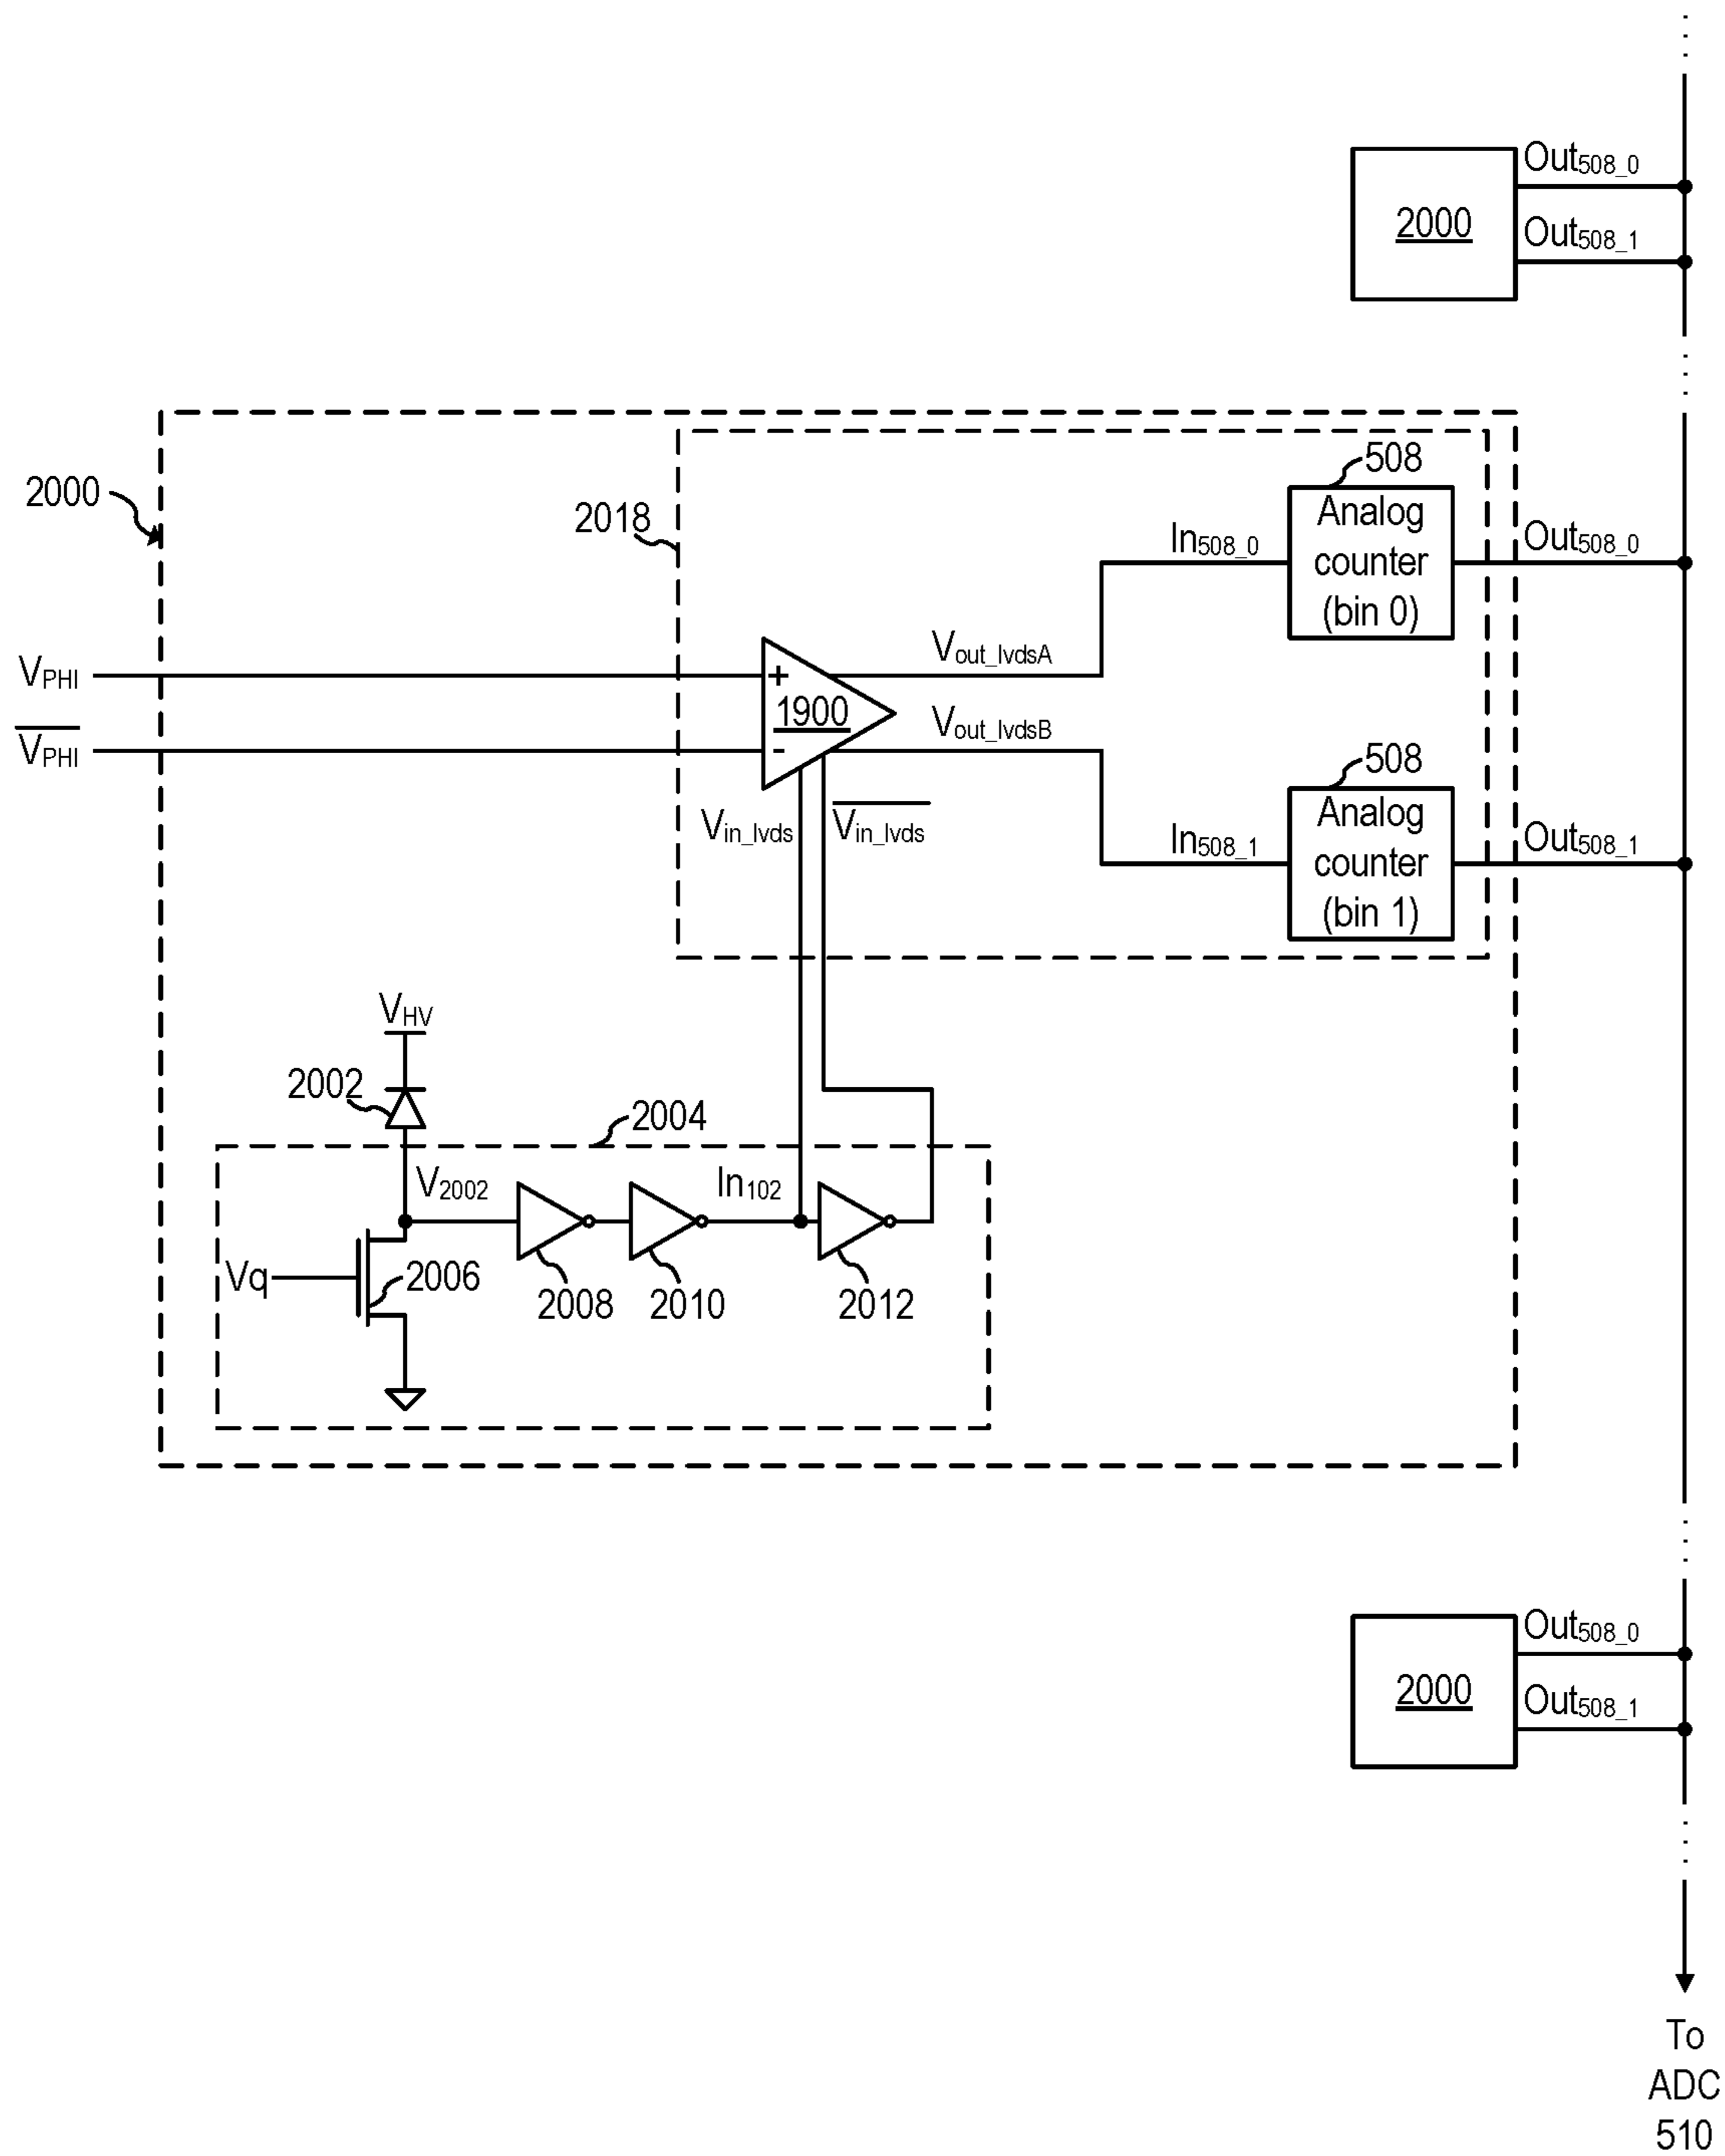 Out508_0
2000
Out508_1
2000
2018
508
Analog
counter
(bin 0)
In508_0
Out508_0
VPHI
+
1900
-
Vout_lvdsA
V̅PHI
Vout_lvdsB
508
Analog
counter
(bin 1)
In508_1
Out508_1
Vin_lvds
V̅in_lvds
VHV
2002
2004
V2002
In102
Vq
2006
2008
2010
2012
Out508_0
2000
Out508_1
To
ADC
510